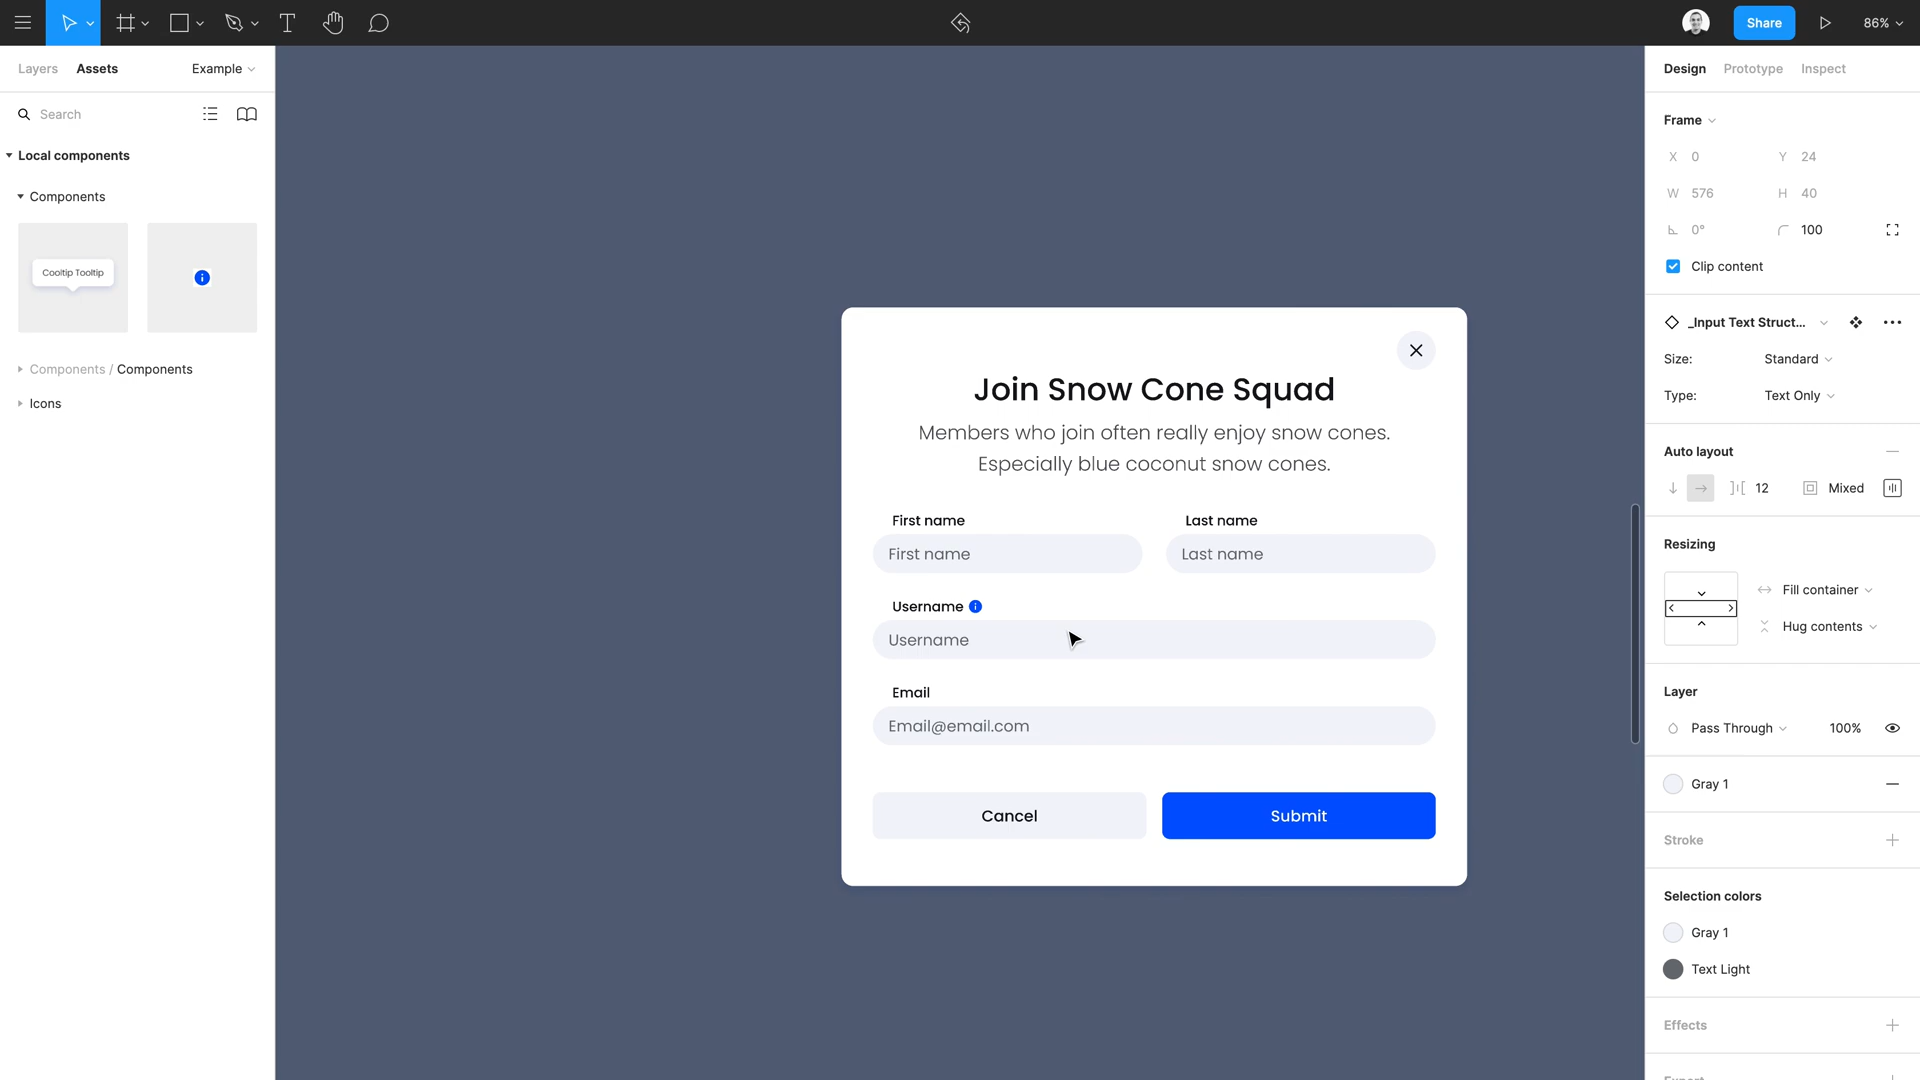 Share
86%
Layers
Assets
Example
Design
Prototype
Inspect
Search
Frame
Local components
X 0
Y 24
W 576
H 40
Components
0°
100
Clip content
Cooltip Tooltip
_Input Text Struct...
Size:
Standard
Components / Components
Type:
Text Only
Icons
Join Snow Cone Squad
Members who join often really enjoy snow cones.
Especially blue coconut snow cones.
Auto layout
12
Mixed
First name
Last name
First name
Last name
Resizing
Fill container
Username
Hug contents
Username
Email
Layer
Email@email.com
Pass Through
100%
Gray 1
Cancel
Submit
Stroke
Selection colors
Gray 1
Text Light
Effects
Export